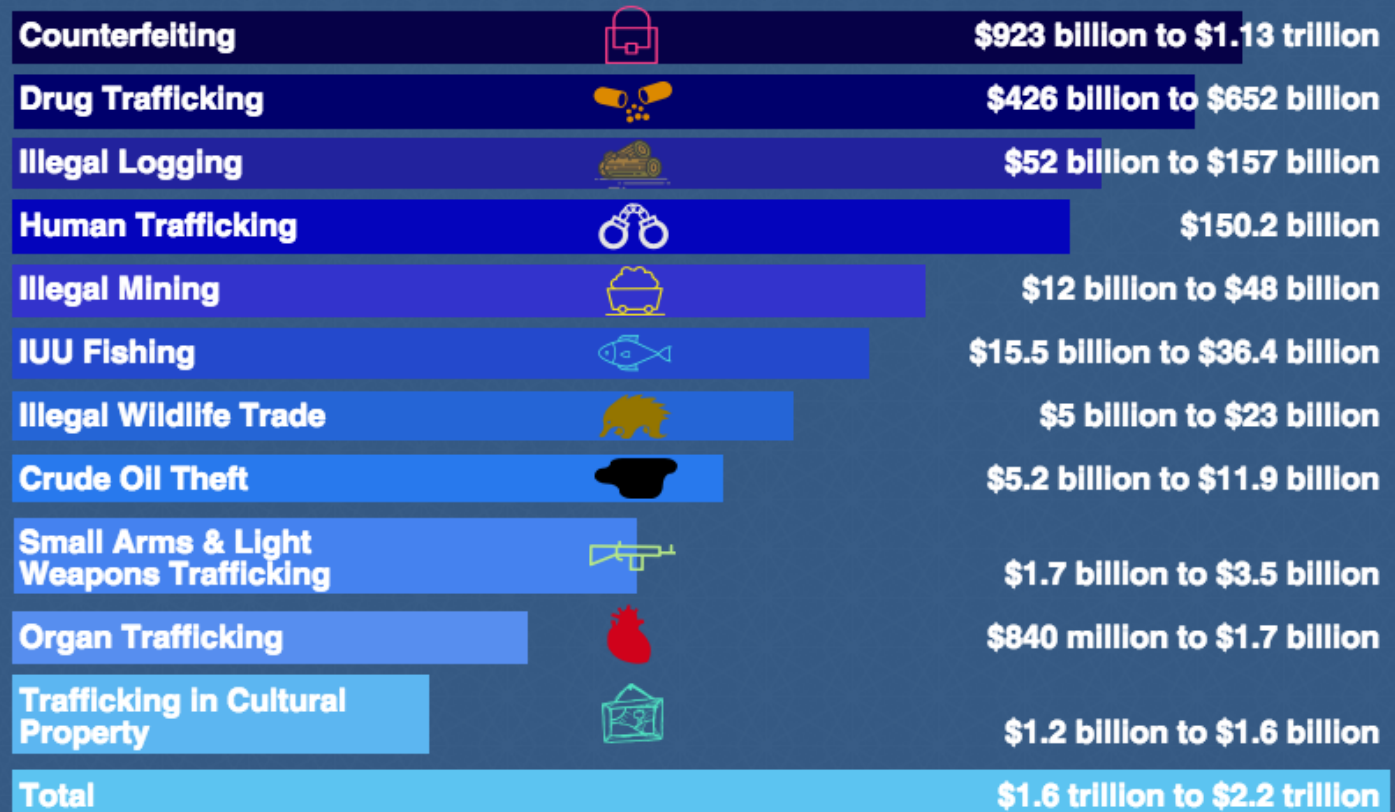 Counterfeiting $923 billion to $1.13 trillion
Drug Trafficking $426 billion to $652 billion
Illegal Logging $52 billion to $157 billion
Human Trafficking $150.2 billion
Illegal Mining $12 billion to $48 billion
IUU Fishing $15.5 billion to $36.4 billion
Illegal Wildlife Trade $5 billion to $23 billion
Crude Oil Theft $5.2 billion to $11.9 billion
Small Arms & Light
Weapons Trafficking $1.7 billion to $3.5 billion
Organ Trafficking $840 million to $1.7 billion
Trafficking in Cultural
Property $1.2 billion to $1.6 billion
Total $1.6 trillion to $2.2 trillion